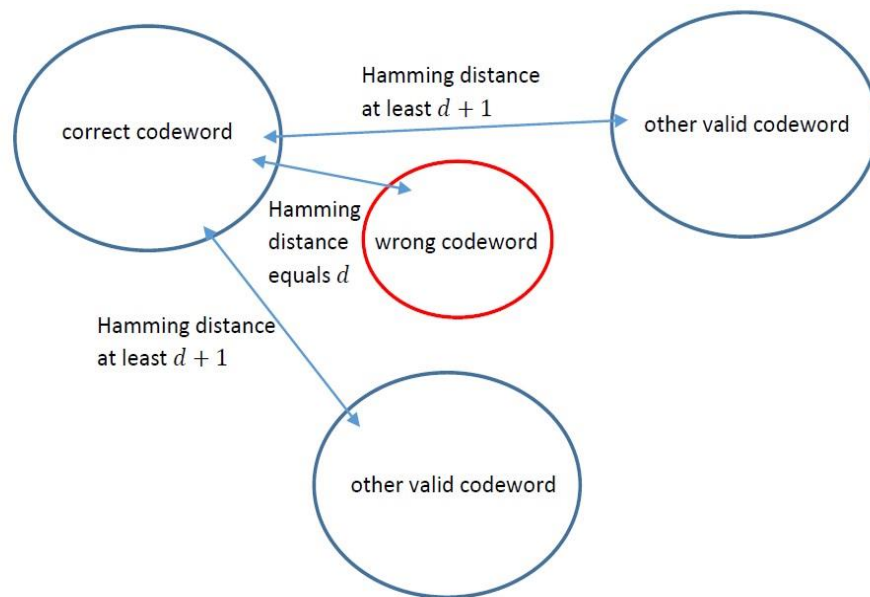 Hamming distance
at least d + 1
correct codeword
other valid codeword
Hamming
distance
equals d
wrong codeword
Hamming distance
at least d + 1
other valid codeword